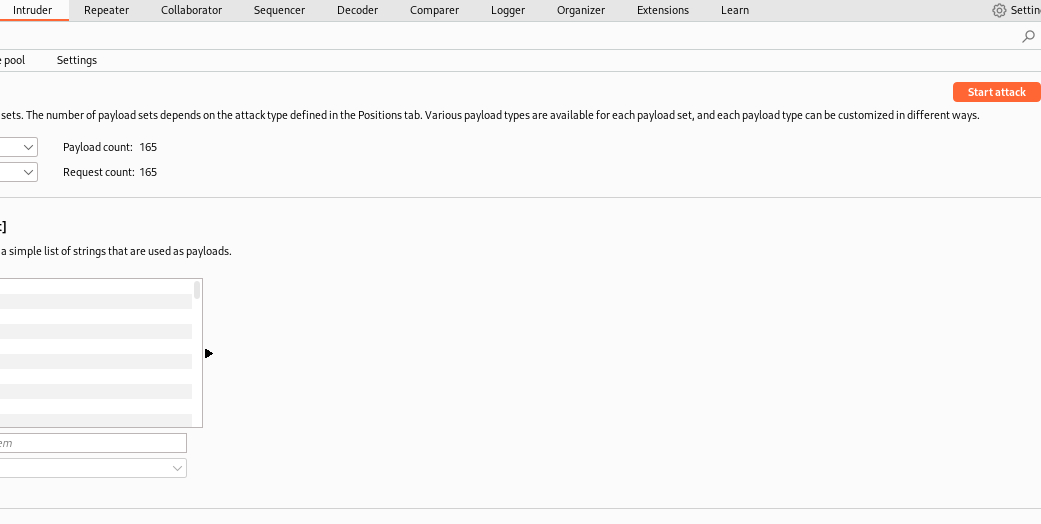 Intruder Repeater Collaborator Sequencer Decoder Comparer Logger Organizer Extensions Learn Settin
pool Settings
Start attack
sets. The number of payload sets depends on the attack type defined in the Positions tab. Various payload types are available for each payload set, and each payload type can be customized in different ways.
Payload count: 165
Request count: 165
]
a simple list of strings that are used as payloads.
em